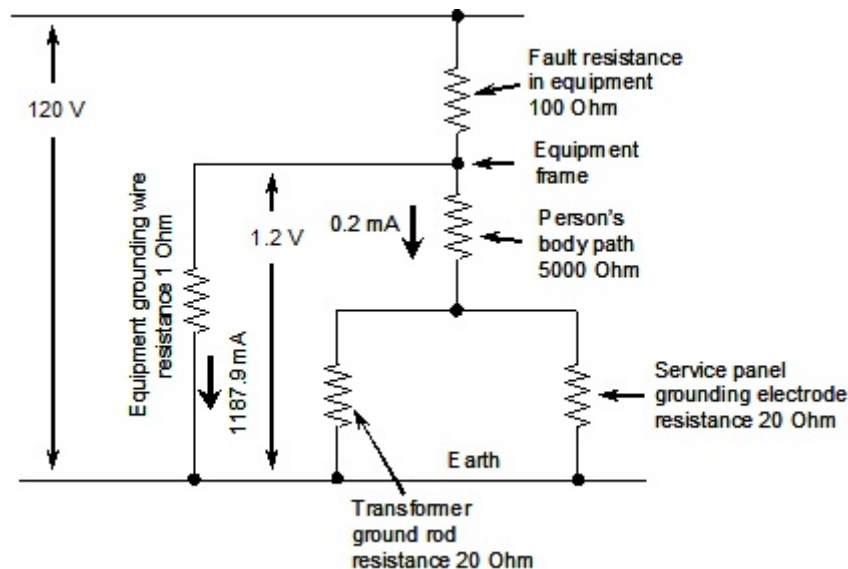 120 V
Fault resistance
in equipment
100 Ohm
Equipment
frame
Equipment grounding wire
resistance 1 Ohm
1187.9 mA
1.2 V
0.2 mA
Person's
body path
5000 Ohm
Service panel
grounding electrode
resistance 20 Ohm
Earth
Transformer
ground rod
resistance 20 Ohm